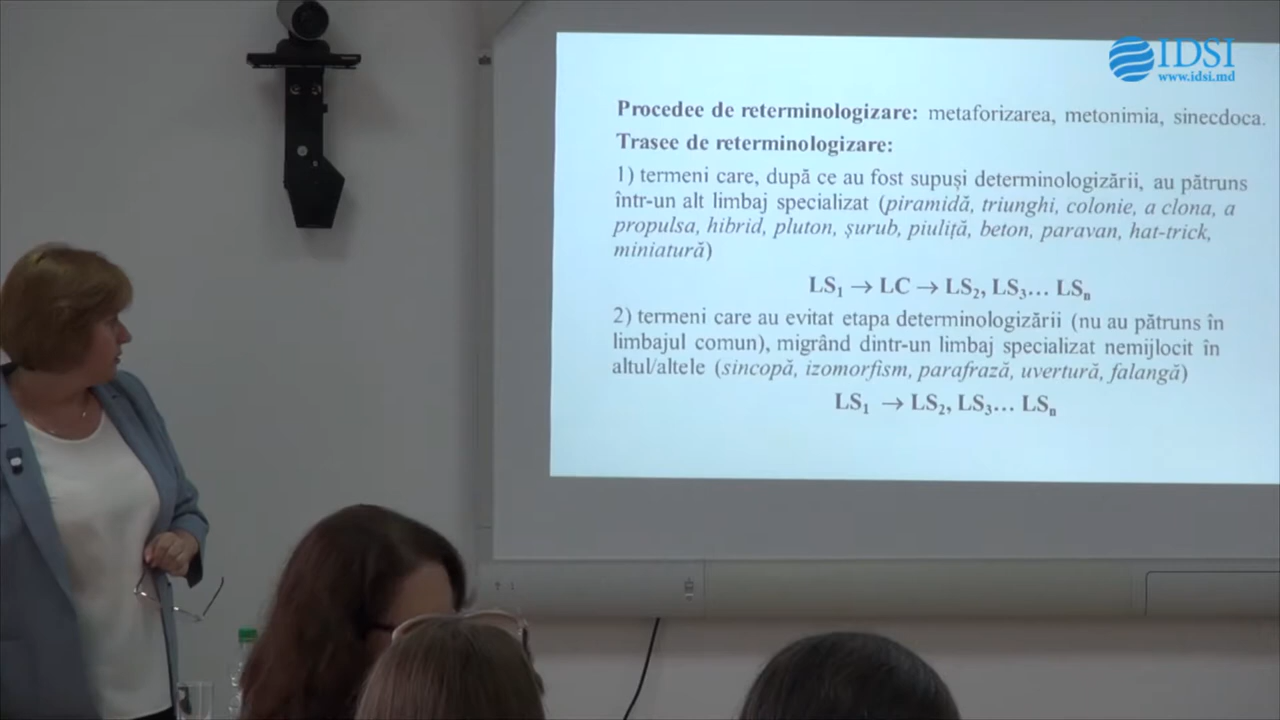 IDSI
www.idsi.md
Procedee de reterminologizare: metaforizarea, metonimia, sinecdoca.
Trasee de reterminologizare:
1) termeni care, după ce au fost supuși determinologizării, au pătruns
într-un alt limbaj specializat (piramidă, triunghi, colonie, a clona, a
propulsa, hibrid, pluton, șurub, piuliță, beton, paravan, hat-trick,
miniatură)
LS₁ → LC → LS₂, LS₃… LSₙ
2) termeni care au evitat etapa determinologizării (nu au pătruns în
limbajul comun), migrând dintr-un limbaj specializat nemijlocit în
altul/altele (sincopă, izomorfism, parafrază, uvertură, falangă)
LS₁ → LS₂, LS₃… LSₙ